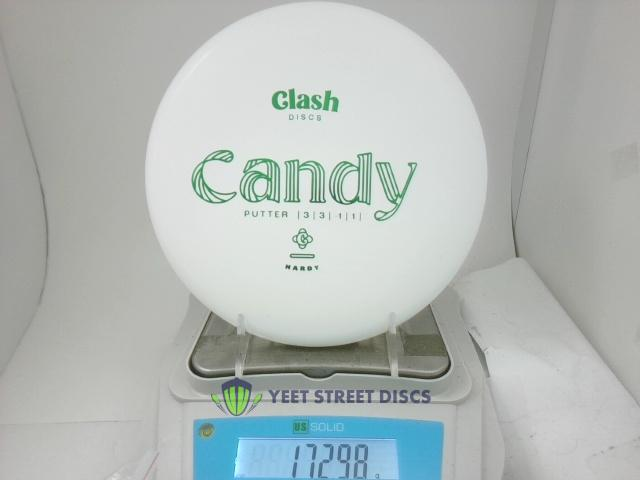 Clash
DISCS
Candy
PUTTER |3|3|-1|1|
HARDY
YEET STREET DISCS
US SOLID
172.98 g